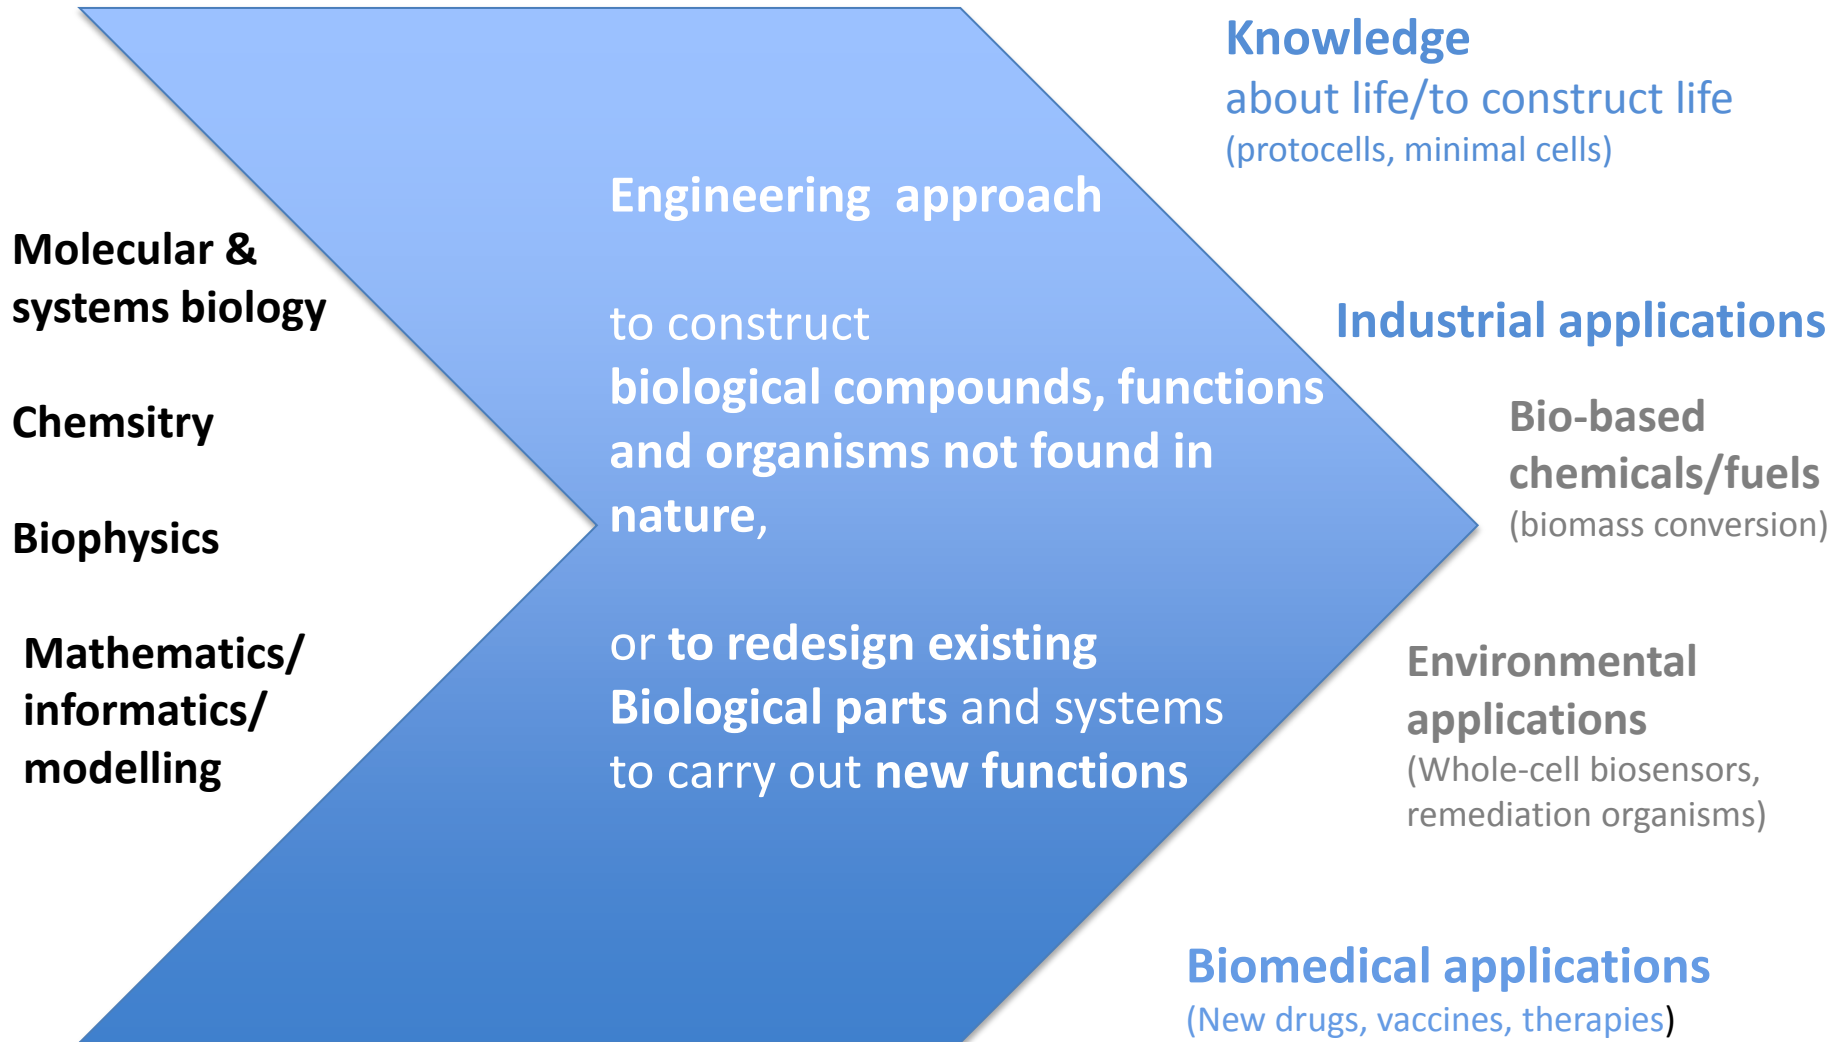 Molecular &
systems biology
Chemsitry
Biophysics
Mathematics/
informatics/
modelling
Engineering  approach
to construct
biological compounds, functions
and organisms not found in
nature,
or to redesign existing
Biological parts and systems
to carry out new functions
Knowledge
about life/to construct life
(protocells, minimal cells)
Industrial applications
Bio-based
chemicals/fuels
(biomass conversion)
Environmental
applications
(Whole-cell biosensors,
remediation organisms)
Biomedical applications
(New drugs, vaccines, therapies)